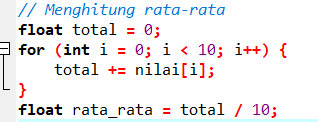 // Menghitung rata-rata
float total = 0;
for (int i = 0; i < 10; i++) {
    total += nilai[i];
}
float rata_rata = total / 10;